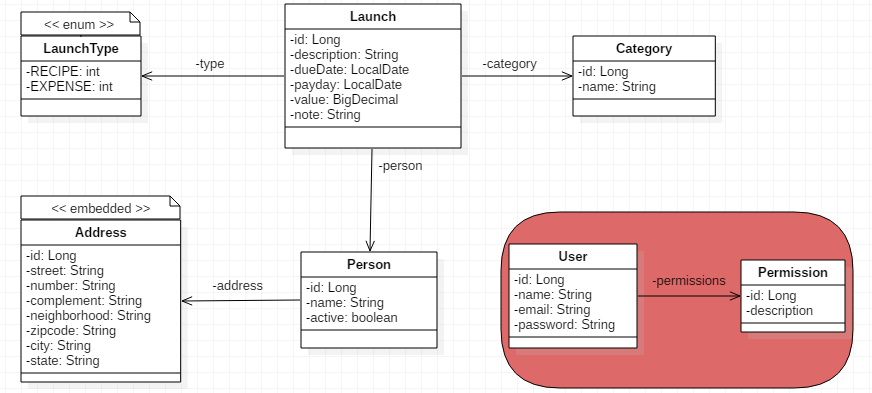 << enum >>
LaunchType
-RECIPE: int
-EXPENSE: int
-type
Launch
-id: Long
-description: String
-dueDate: LocalDate
-payday: LocalDate
-value: BigDecimal
-note: String
-category
Category
-id: Long
-name: String
-person
<< embedded >>
Address
-id: Long
-street: String
-number: String
-complement: String
-neighborhood: String
-zipcode: String
-city: String
-state: String
-address
Person
-id: Long
-name: String
-active: boolean
User
-id: Long
-name: String
-email: String
-password: String
-permissions
Permission
-id: Long
-description